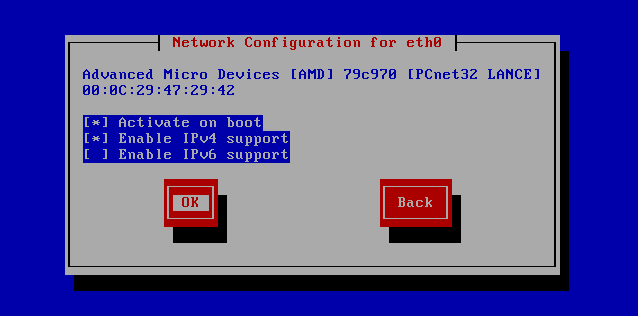 Network Configuration for eth0
Advanced Micro Devices [AMD] 79c970 [PCnet32 LANCE]
00:0C:29:47:29:42
[*] Activate on boot
[*] Enable IPv4 support
[ ] Enable IPv6 support
OK Back